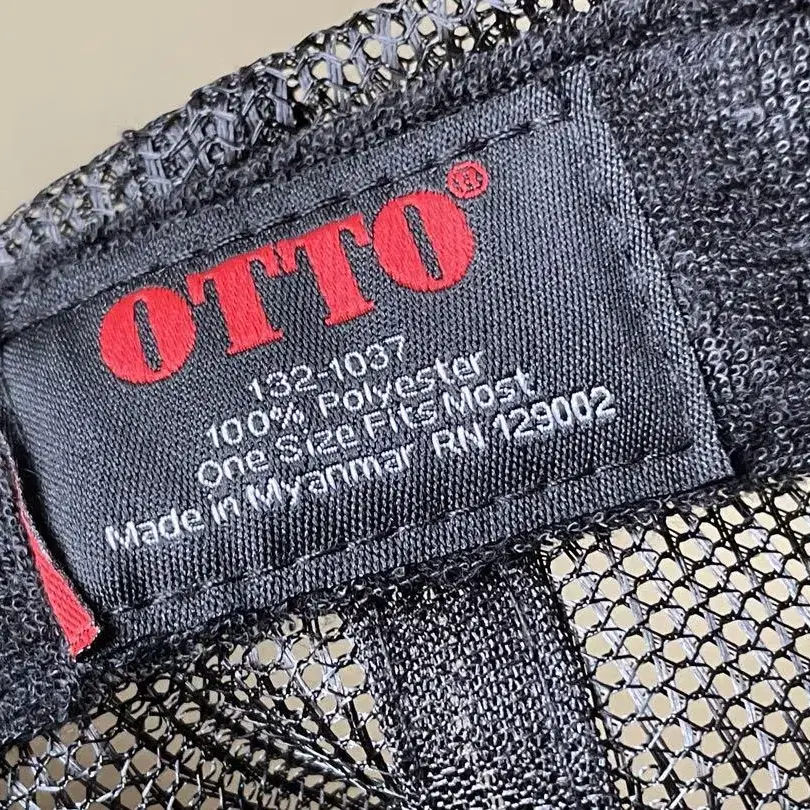 OTTO®
132-1037
100% Polyester
One Size Fits Most
Made in Myanmar RN 129002